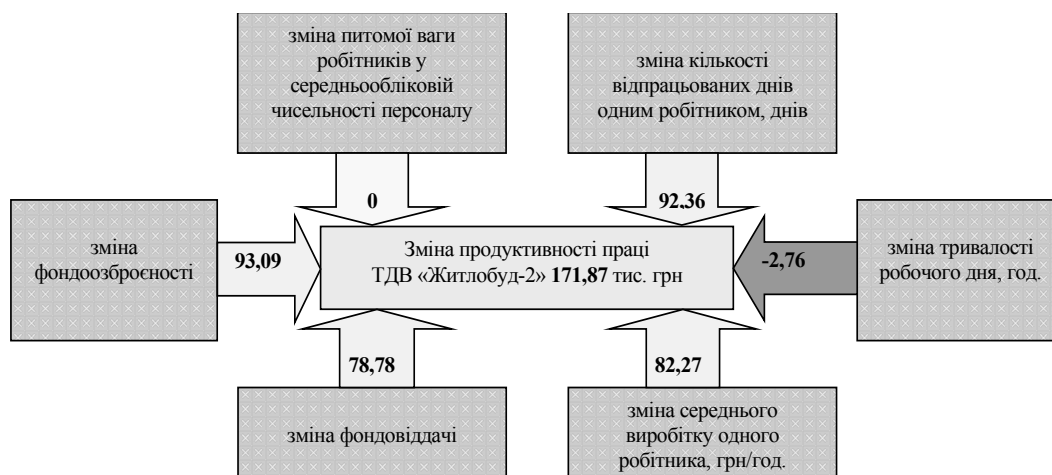 зміна питомої ваги
робітників у
середньообліковій
чисельності персоналу
зміна кількості
відпрацьованих днів
одним робітником, днів
0
92,36
зміна
фондоозброєності
93,09
Зміна продуктивності праці
ТДВ «Житлобуд-2» 171,87 тис. грн
-2,76
зміна тривалості
робочого дня, год.
78,78
82,27
зміна фондовіддачі
зміна середнього
виробітку одного
робітника, грн/год.